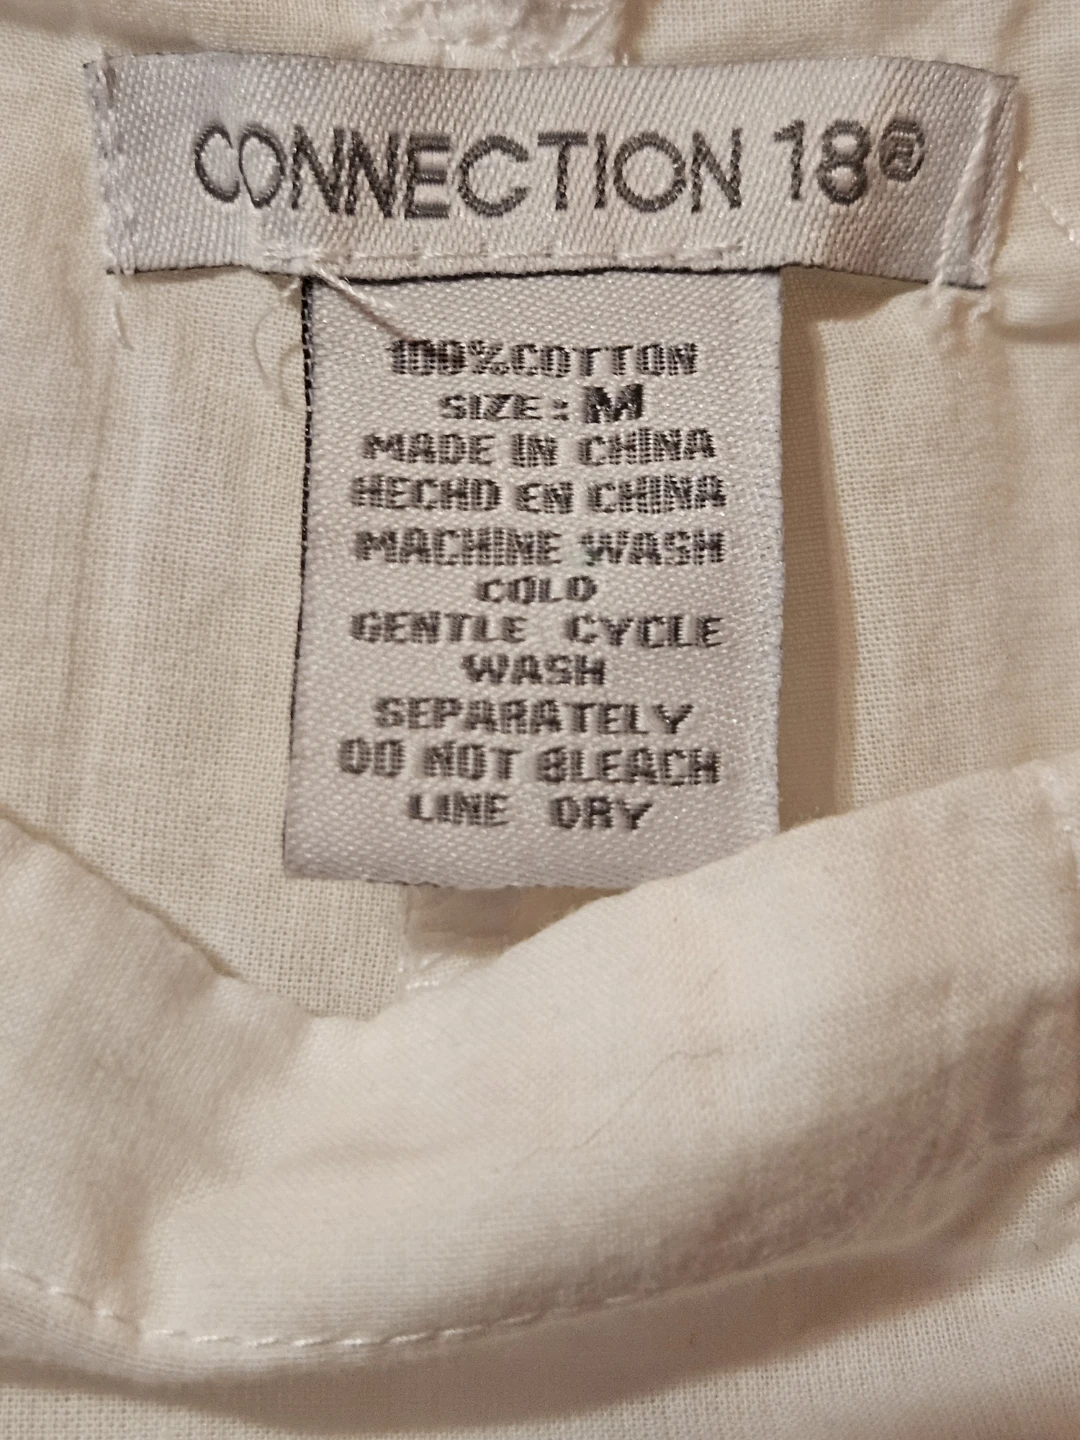 CONNECTION 18®
100%COTTON
SIZE: M
MADE IN CHINA
HECHO EN CHINA
MACHINE WASH
COLD
GENTLE CYCLE
WASH
SEPARATELY
DO NOT BLEACH
LINE DRY